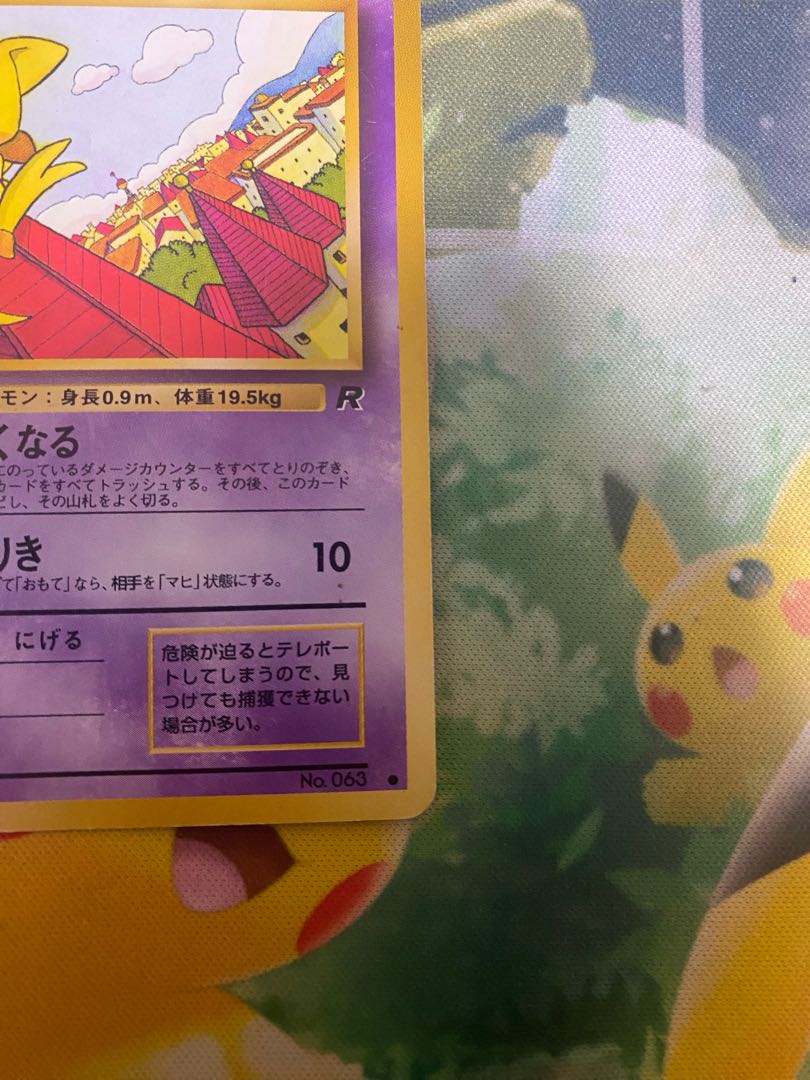 モン：身長0.9m、体重19.5kg R
くなる
このっているダメージカウンターをすべてとりのぞき、
カードをすべてトラッシュする。その後、このカード
どし、その山札をよく切る。
りき 10
て「おもて」なら、相手を「マヒ」状態にする。
にげる
危険が迫るとテレポー
トしてしまうので、見
つけても捕獲できない
場合が多い。
No. 063 ●